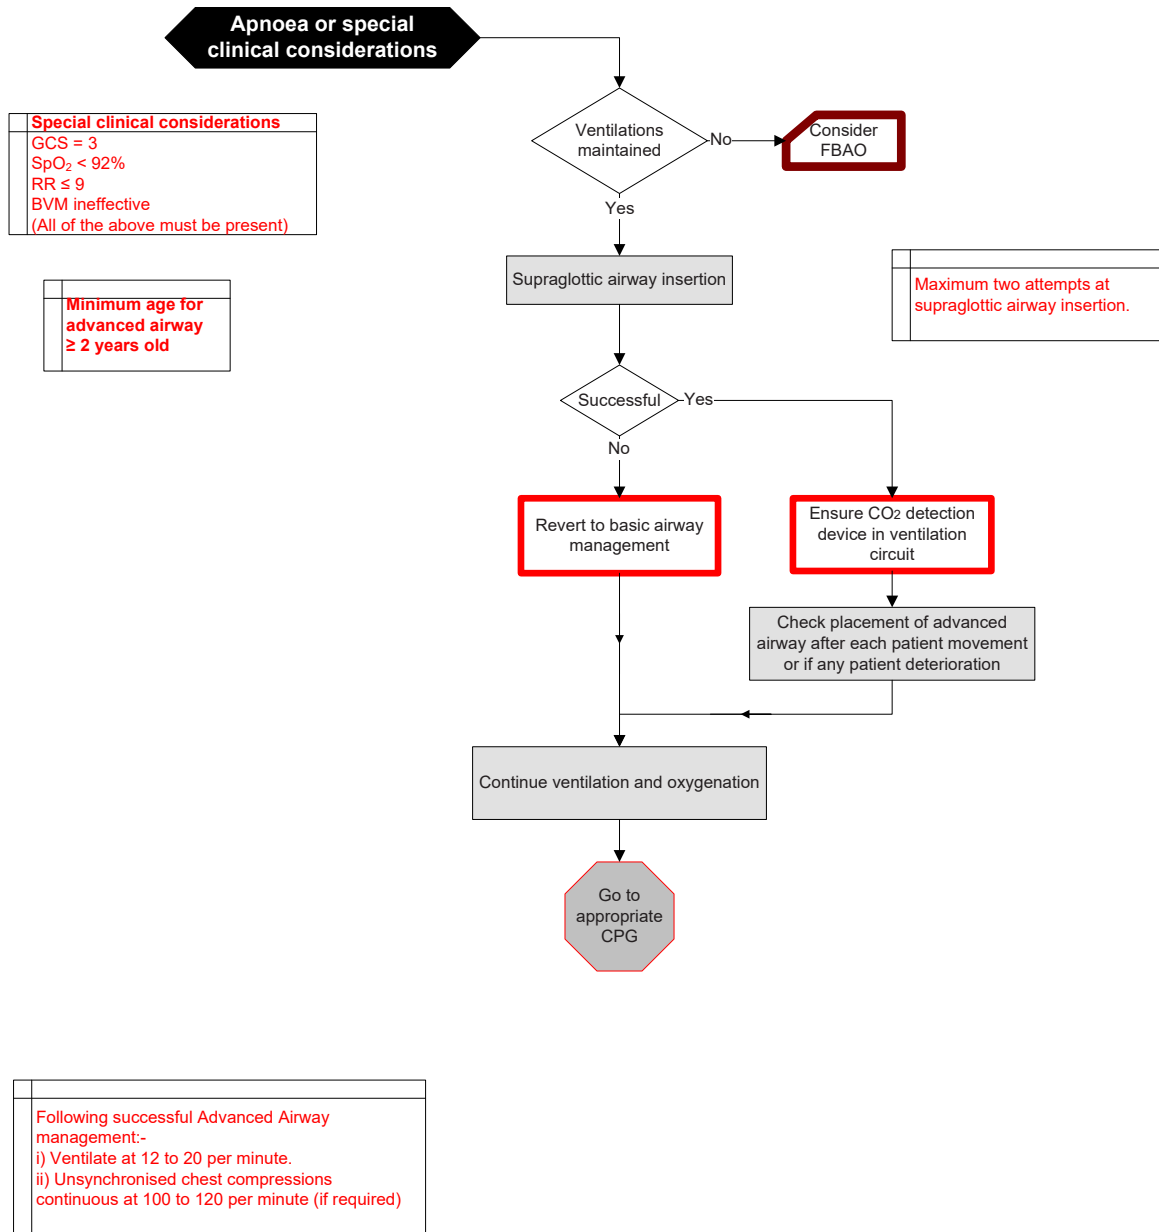 Apnoea or special
clinical considerations
Special clinical considerations
GCS = 3
SpO₂ < 92%
RR ≤ 9
BVM ineffective
(All of the above must be present)
Ventilations
maintained
No
Consider
FBAO
Yes
Minimum age for
advanced airway
≥ 2 years old
Supraglottic airway insertion
Maximum two attempts at
supraglottic airway insertion.
Successful
Yes
No
Revert to basic airway
management
Ensure CO2 detection
device in ventilation
circuit
Check placement of advanced
airway after each patient movement
or if any patient deterioration
Continue ventilation and oxygenation
Go to
appropriate
CPG
Following successful Advanced Airway
management:-
i) Ventilate at 12 to 20 per minute.
ii) Unsynchronised chest compressions
continuous at 100 to 120 per minute (if required)